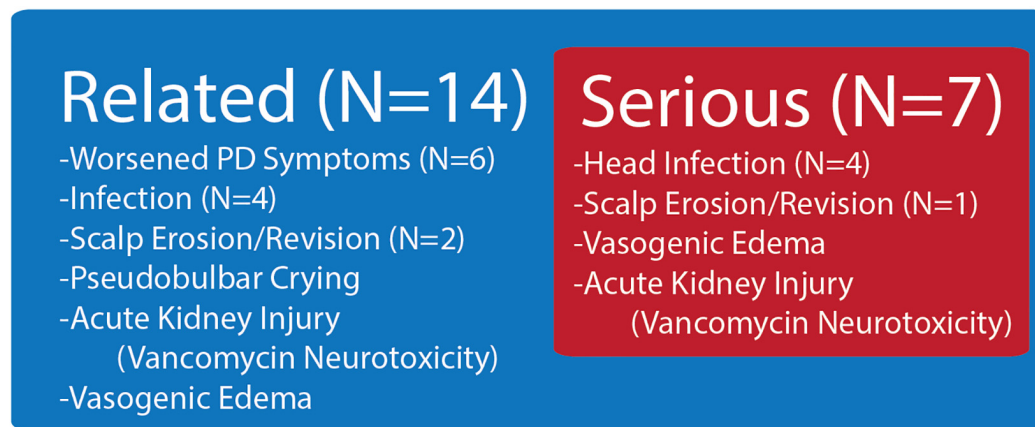 Related (N=14)
-Worsened PD Symptoms (N=6)
-Infection (N=4)
-Scalp Erosion/Revision (N=2)
-Pseudobulbar Crying
-Acute Kidney Injury
(Vancomycin Neurotoxicity)
-Vasogenic Edema
Serious (N=7)
-Head Infection (N=4)
-Scalp Erosion/Revision (N=1)
-Vasogenic Edema
-Acute Kidney Injury
(Vancomycin Neurotoxicity)